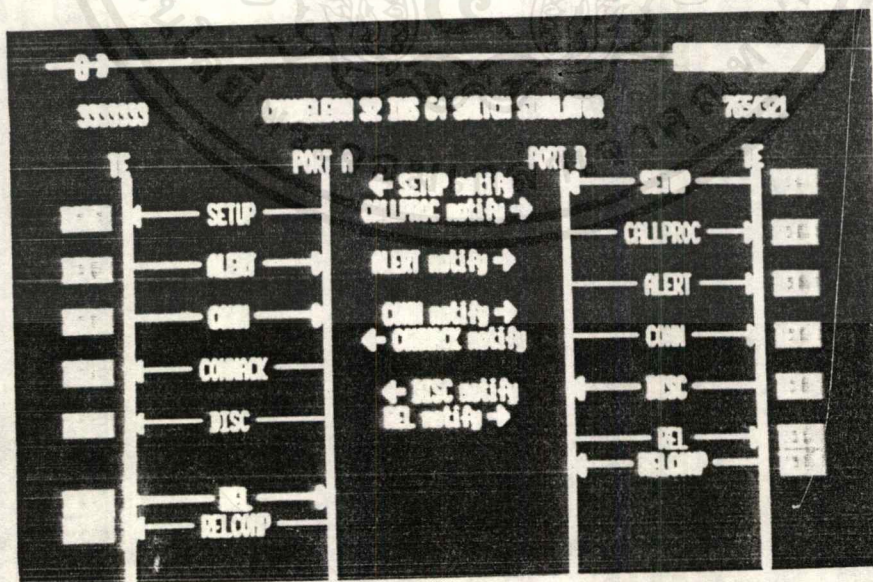 3333333 CHAMELEON 32 INS 64 SWITCH SIMULATOR 7654321
TE PORT A PORT B TE
← SETUP notify SETUP
SETUP CALLPROC notify →
CALLPROC
ALERT ALERT notify →
ALERT
CONN CONN notify →
← CONNACK notify CONN
CONNACK
← DISC notify DISC
DISC REL notify →
REL
RELCOMP
REL
RELCOMP